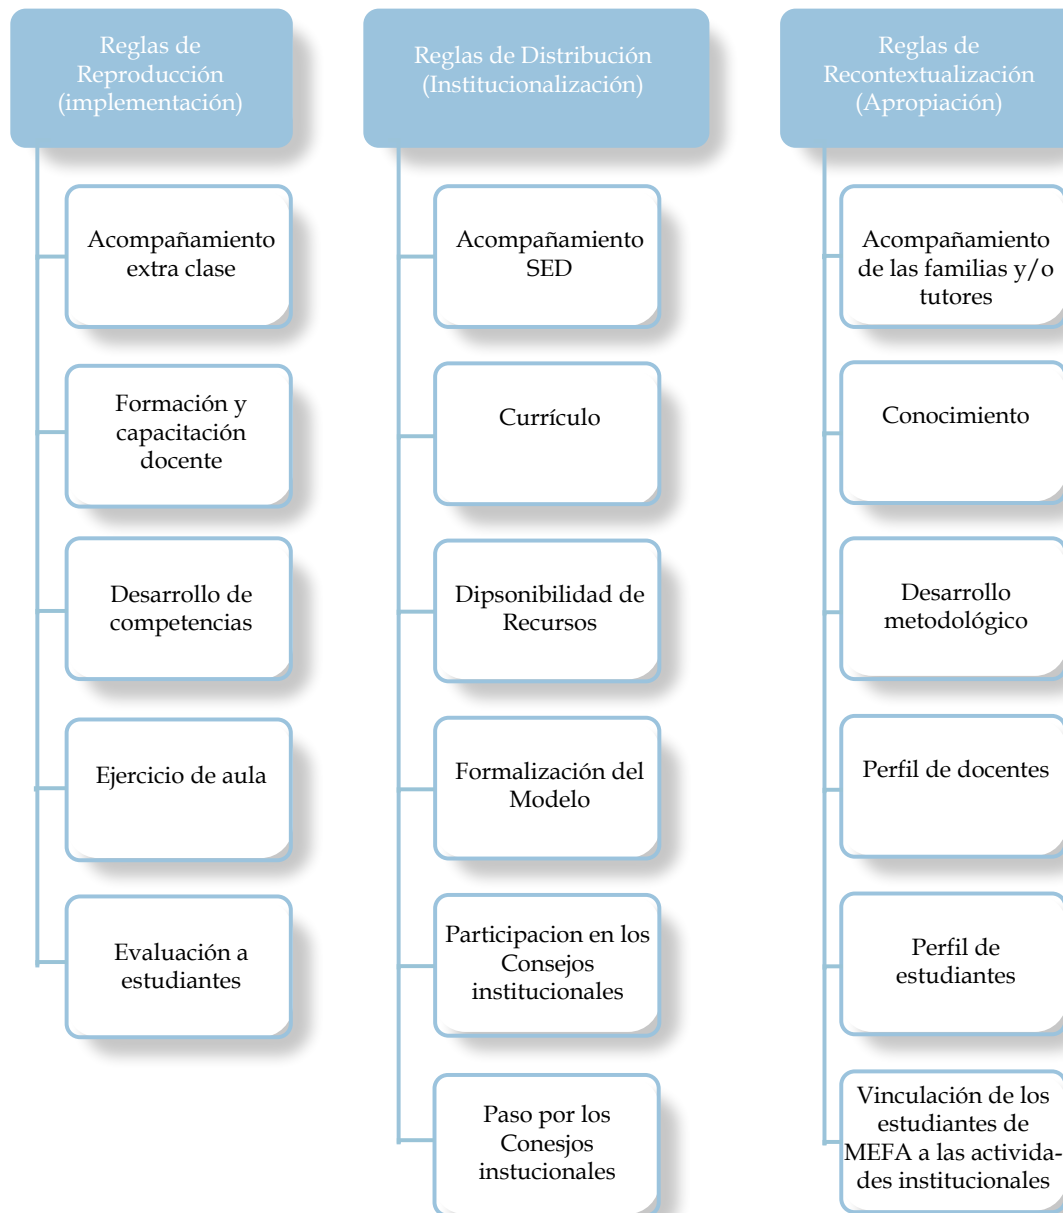 Reglas de
Reproducción
(implementación)
Acompañamiento
extra clase
Formación y
capacitación
docente
Desarrollo de
competencias
Ejercicio de aula
Evaluación a
estudiantes
Reglas de Distribución
(Institucionalización)
Acompañamiento
SED
Currículo
Dipsonibilidad de
Recursos
Formalización del
Modelo
Participacion en los
Consejos
institucionales
Paso por los
Conesjos
instucionales
Reglas de
Recontextualización
(Apropiación)
Acompañamiento
de las familias y/o
tutores
Conocimiento
Desarrollo
metodológico
Perfil de docentes
Perfil de
estudiantes
Vinculación de los
estudiantes de
MEFA a las activida-
des institucionales